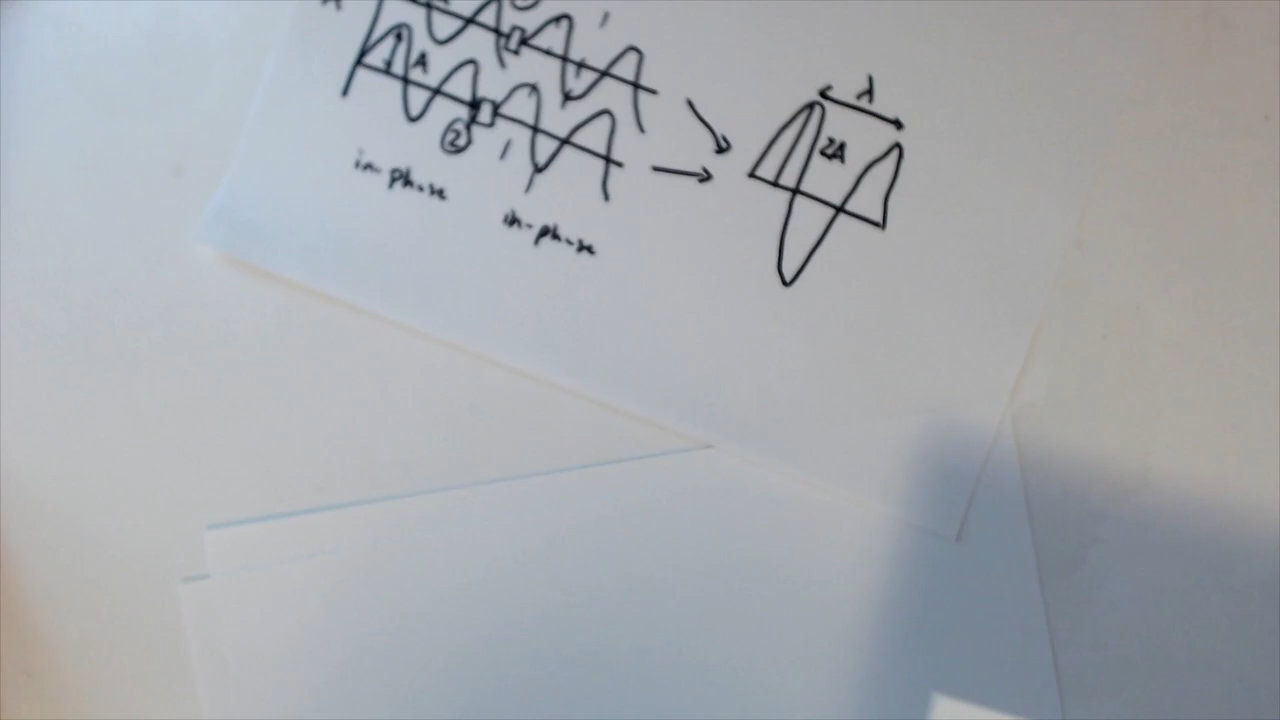 λ
A
2A
②
in-phase
in-phase